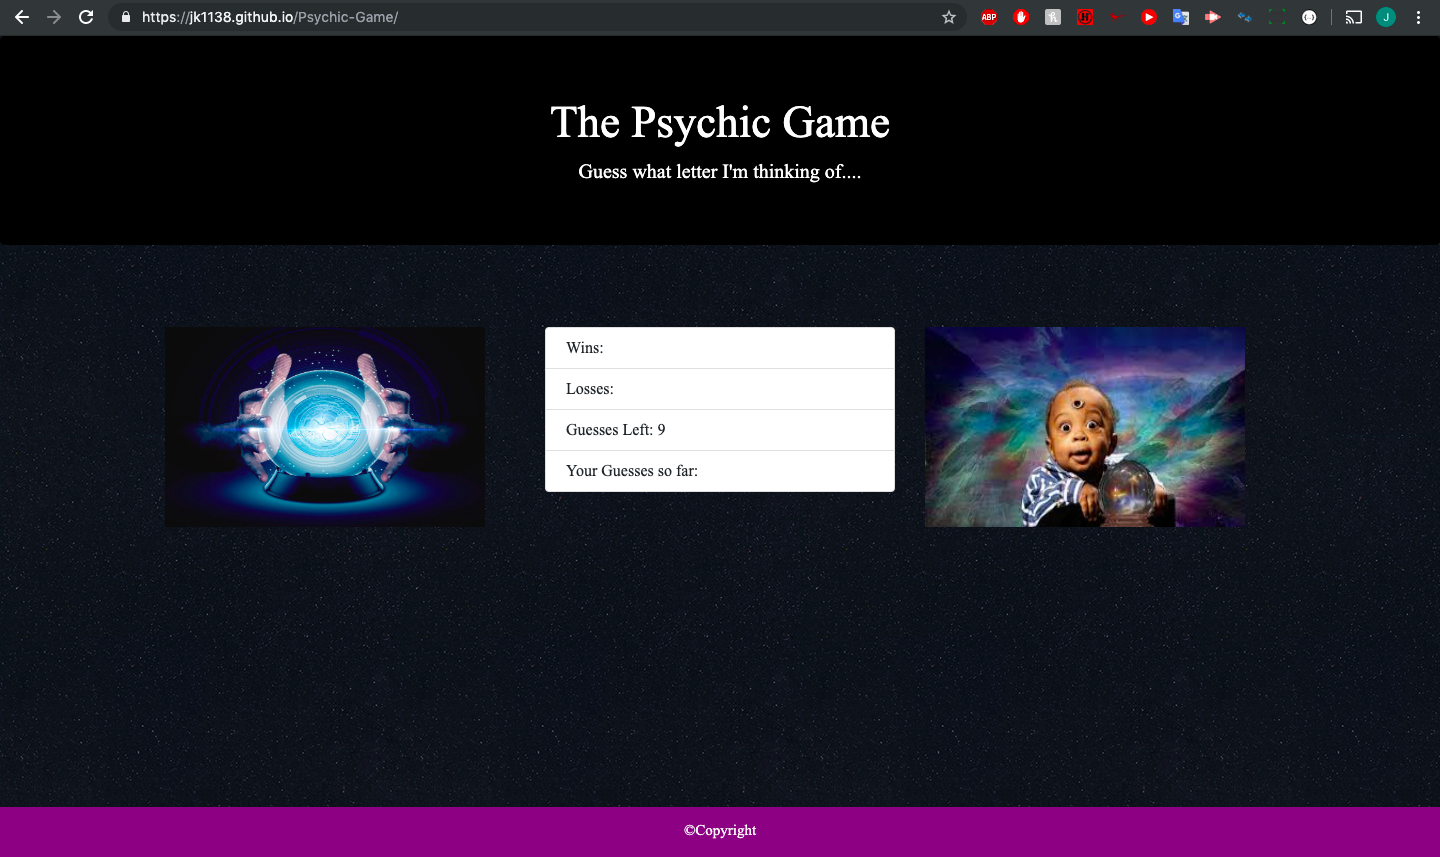 https://jk1138.github.io/Psychic-Game/
ABP
J
The Psychic Game
Guess what letter I'm thinking of....
Wins:
Losses:
Guesses Left: 9
Your Guesses so far:
©Copyright